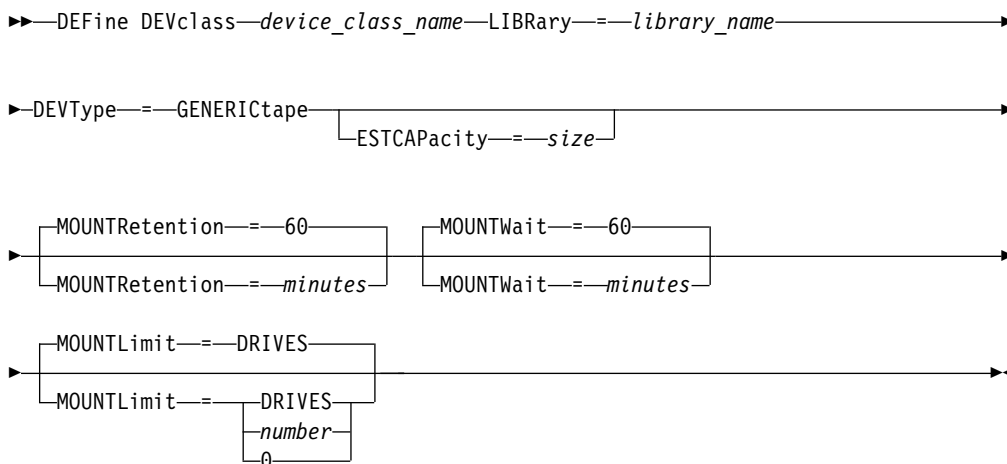 DEFine DEVclass device_class_name LIBRary = library_name
DEVType = GENERICtape
ESTCAPacity = size
MOUNTRetention = 60 MOUNTWait = 60
MOUNTRetention = minutes MOUNTWait = minutes
MOUNTLimit = DRIVES
MOUNTLimit = DRIVES
number
0